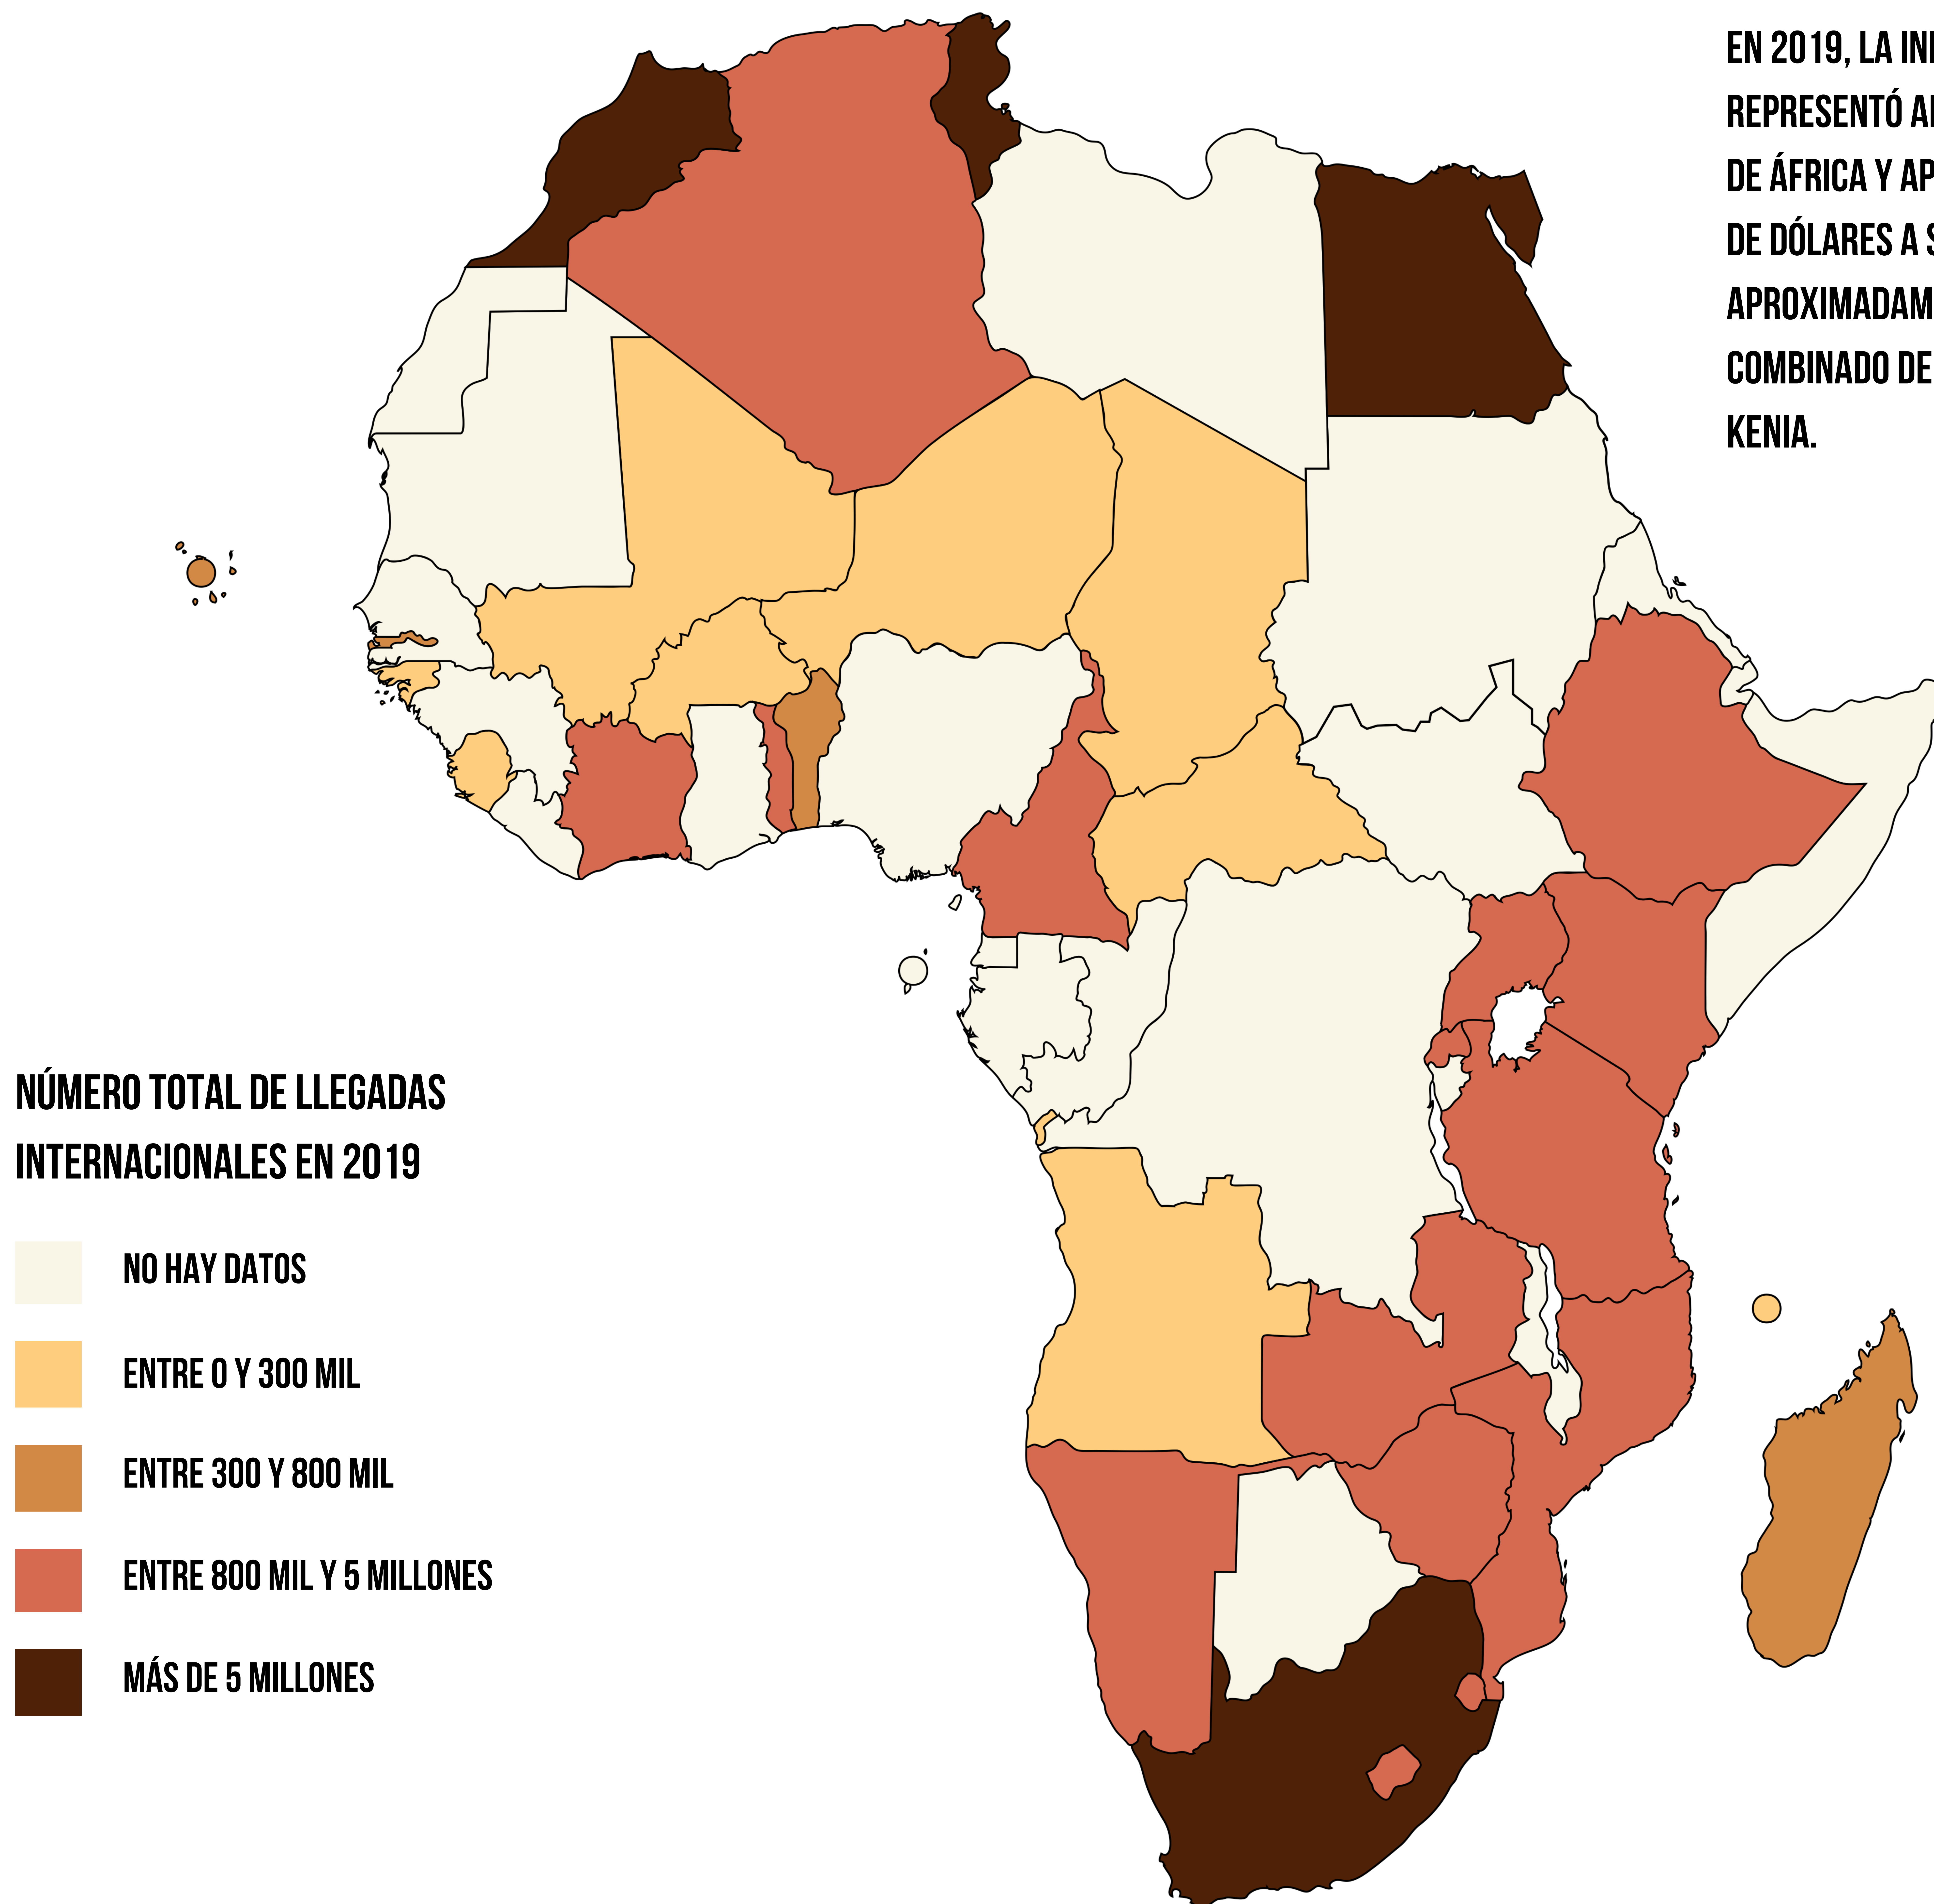 EN 2019, LA
REPRESENTÓ
DE ÁFRICA Y
DE DÓLARES A
APROXIMADAM
COMBINADO DE
KENIA.
NÚMERO TOTAL DE LLEGADAS
INTERNACIONALES EN 2019
NO HAY DATOS
ENTRE 0 Y 300 MIL
ENTRE 300 Y 800 MIL
ENTRE 800 MIL Y 5 MILLONES
MÁS DE 5 MILLONES